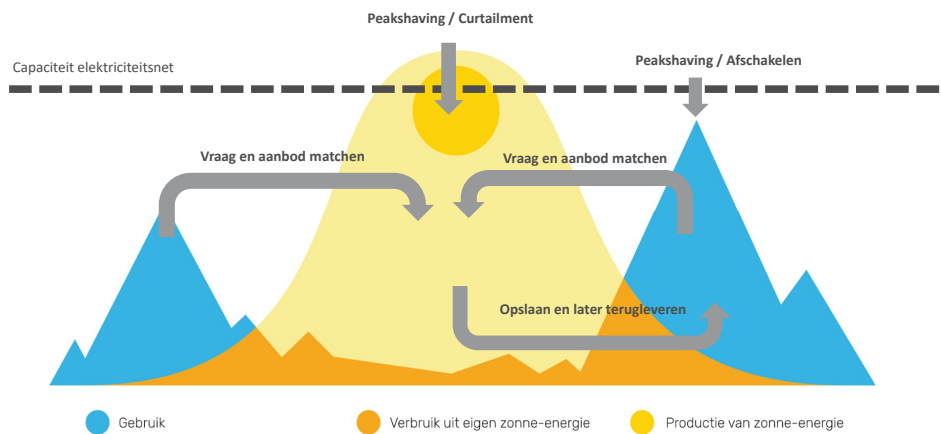 Peakshaving / Curtailment
Peakshaving / Afschakelen
Capaciteit elektriciteitsnet
Vraag en aanbod matchen
Vraag en aanbod matchen
Opslaan en later terugleveren
Gebruik
Verbruik uit eigen zonne-energie
Productie van zonne-energie